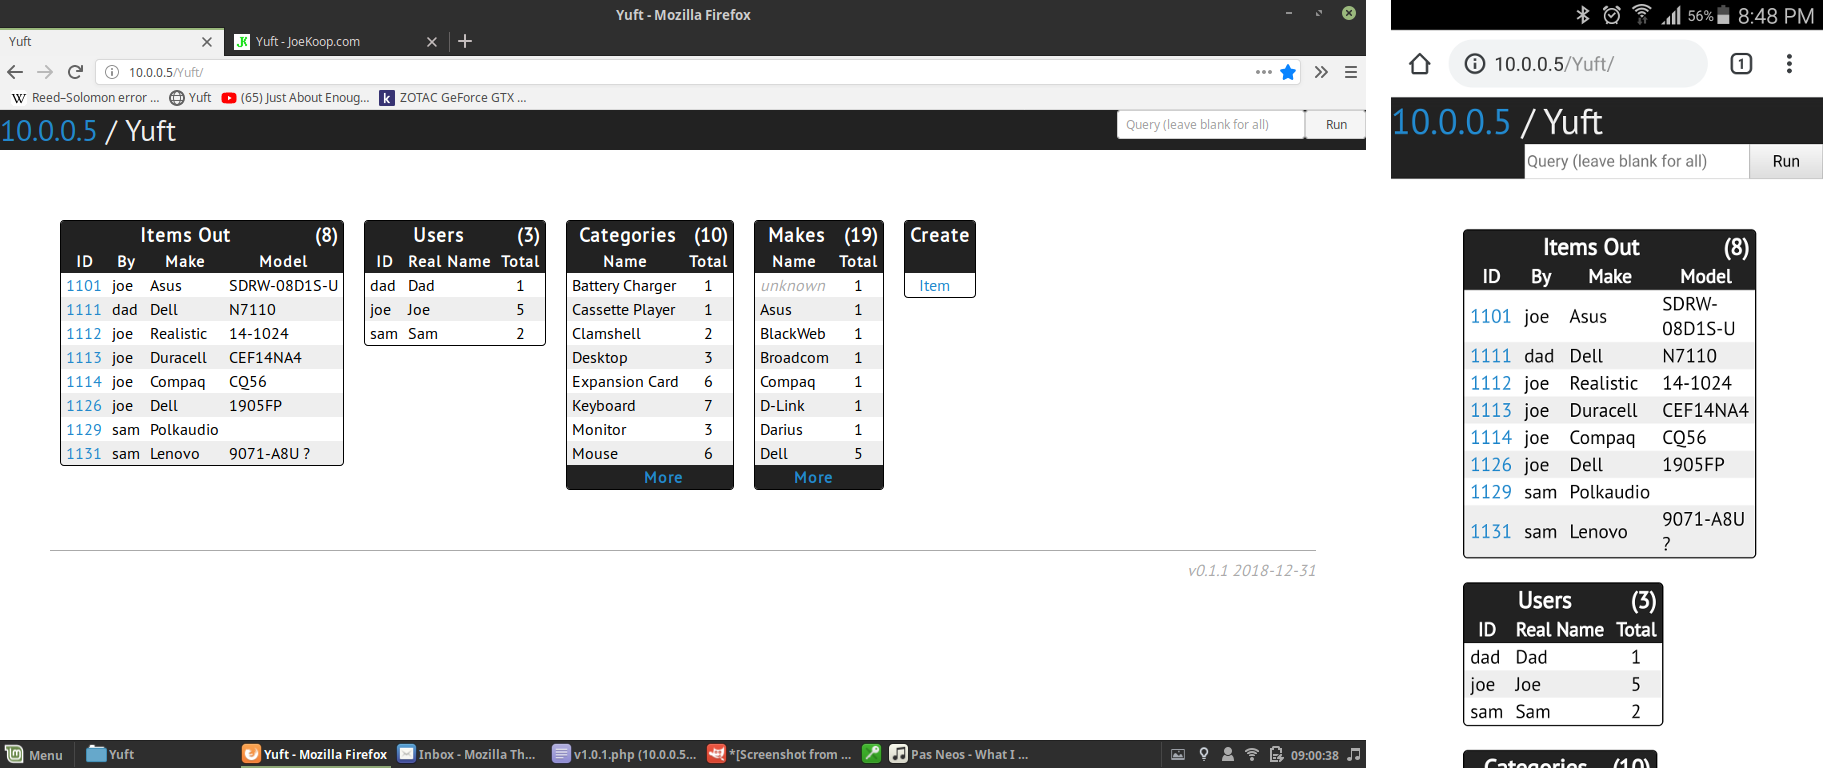 Yuft - Mozilla Firefox
Yuft
Yuft - JoeKoop.com
10.0.0.5/Yuft/
Reed–Solomon error ... Yuft (65) Just About Enoug... ZOTAC GeForce GTX ...
10.0.0.5 / Yuft
Query (leave blank for all) Run
Items Out (8)
ID By Make Model
1101 joe Asus SDRW-08D1S-U
1111 dad Dell N7110
1112 joe Realistic 14-1024
1113 joe Duracell CEF14NA4
1114 joe Compaq CQ56
1126 joe Dell 1905FP
1129 sam Polkaudio
1131 sam Lenovo 9071-A8U ?
Users (3)
ID Real Name Total
dad Dad 1
joe Joe 5
sam Sam 2
Categories (10)
Name Total
Battery Charger 1
Cassette Player 1
Clamshell 2
Desktop 3
Expansion Card 6
Keyboard 7
Monitor 3
Mouse 6
More
Makes (19)
Name Total
unknown 1
Asus 1
BlackWeb 1
Broadcom 1
Compaq 1
D-Link 1
Darius 1
Dell 5
More
Create
Item
v0.1.1 2018-12-31
Menu Yuft Yuft - Mozilla Firefox Inbox - Mozilla Th... v1.0.1.php (10.0.0.5... *[Screenshot from ... Pas Neos - What I ... 09:00:38
56% 8:48 PM
10.0.0.5/Yuft/ 1
10.0.0.5 / Yuft
Query (leave blank for all) Run
Items Out (8)
ID By Make Model
1101 joe Asus SDRW-
08D1S-U
1111 dad Dell N7110
1112 joe Realistic 14-1024
1113 joe Duracell CEF14NA4
1114 joe Compaq CQ56
1126 joe Dell 1905FP
1129 sam Polkaudio
1131 sam Lenovo 9071-A8U
?
Users (3)
ID Real Name Total
dad Dad 1
joe Joe 5
sam Sam 2
Categories (10)